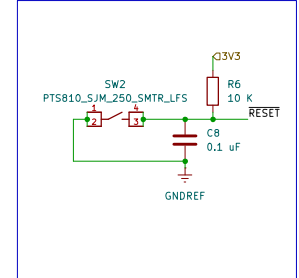 3V3
SW2
PTS810_SJM_250_SMTR_LFS
R6
10 K
1
2
4
3
RESET
C8
0.1 uF
GNDREF